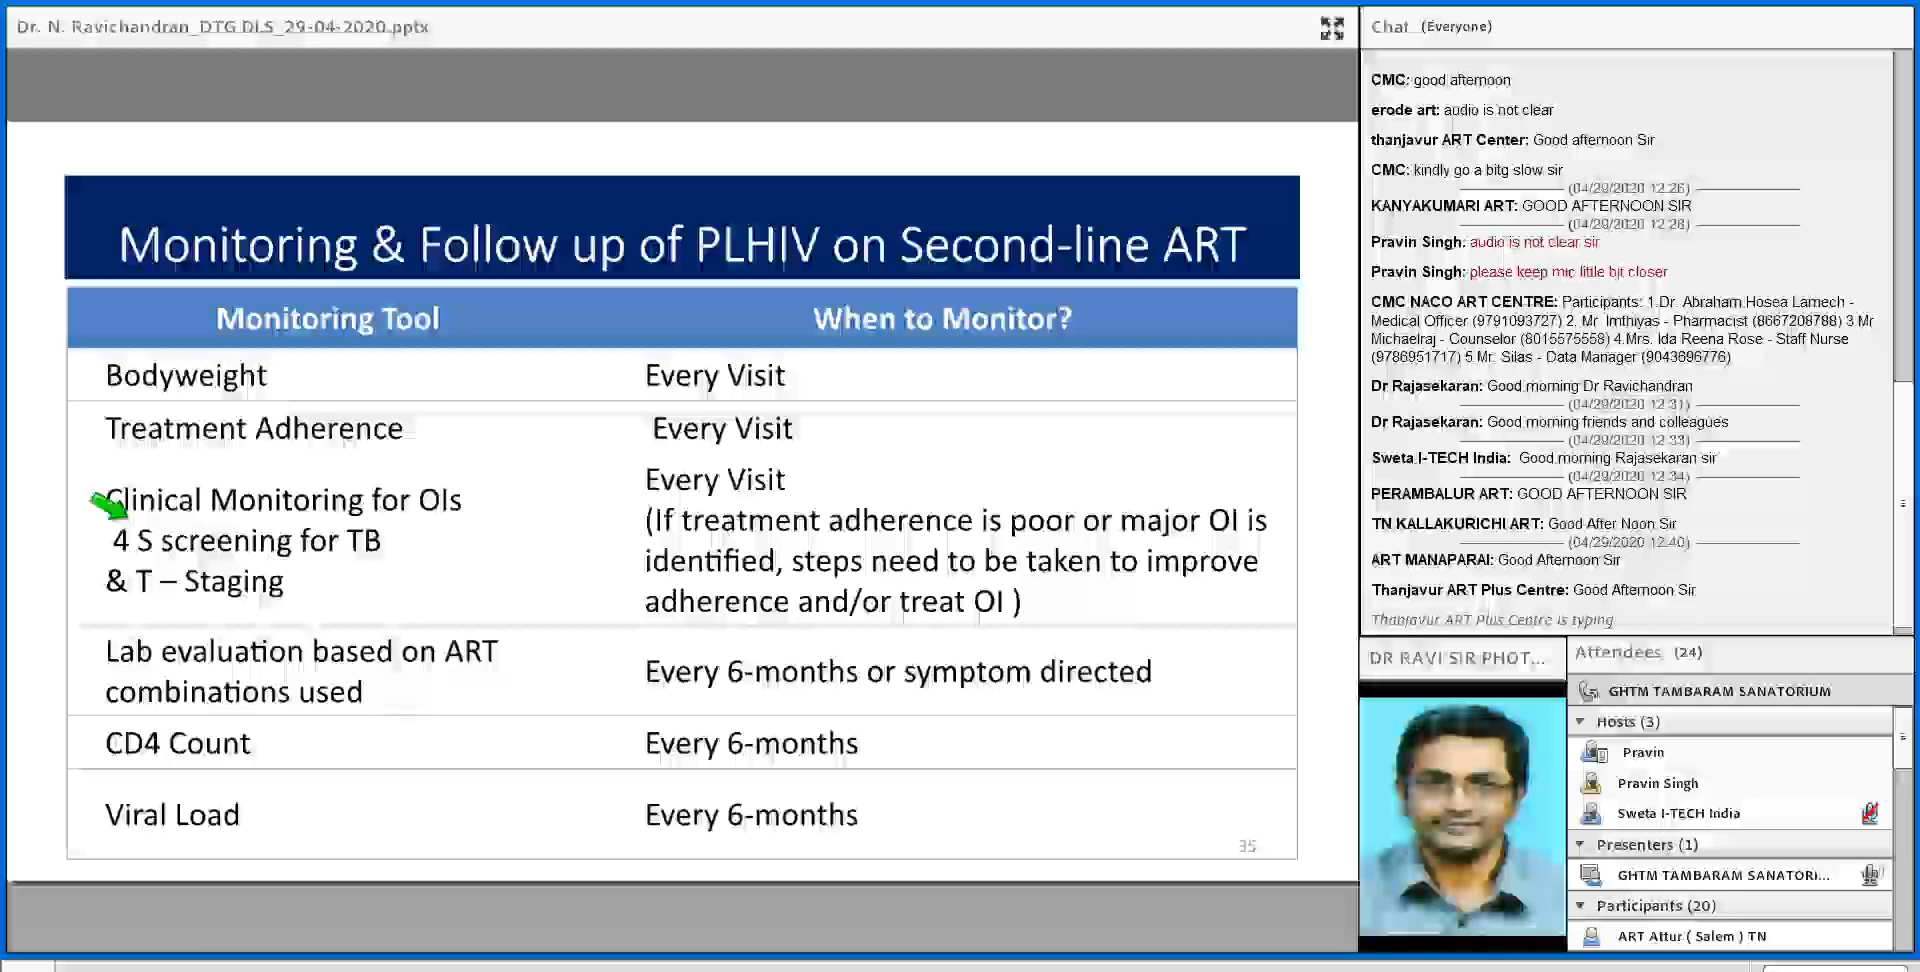 Dr. N. Ravichandran_DTG DLS_29-04-2020.pptx
Monitoring & Follow up of PLHIV on Second-line ART
Monitoring Tool When to Monitor?
Bodyweight Every Visit
Treatment Adherence Every Visit
Clinical Monitoring for OIs
4 S screening for TB
& T – Staging
Every Visit
(If treatment adherence is poor or major OI is
identified, steps need to be taken to improve
adherence and/or treat OI )
Lab evaluation based on ART
combinations used
Every 6-months or symptom directed
CD4 Count Every 6-months
Viral Load Every 6-months
35
Chat (Everyone)
CMC: good afternoon
erode art: audio is not clear
thanjavur ART Center: Good afternoon Sir
CMC: kindly go a bitg slow sir
(04/29/2020 12:26)
KANYAKUMARI ART: GOOD AFTERNOON SIR
(04/29/2020 12:28)
Pravin Singh: audio is not clear sir
Pravin Singh: please keep mic little bit closer
CMC NACO ART CENTRE: Participants: 1.Dr. Abraham Hosea Lamech -
Medical Officer (9791093727) 2. Mr. Imthiyas - Pharmacist (8667208788) 3 Mr
Michaelraj - Counselor (8015575558) 4.Mrs. Ida Reena Rose - Staff Nurse
(9786951717) 5 Mr. Silas - Data Manager (9043696776)
Dr Rajasekaran: Good morning Dr Ravichandran
(04/29/2020 12:31)
Dr Rajasekaran: Good morning friends and colleagues
(04/29/2020 12:33)
Sweta I-TECH India: Good morning Rajasekaran sir
(04/29/2020 12:34)
PERAMBALUR ART: GOOD AFTERNOON SIR
TN KALLAKURICHI ART: Good After Noon Sir
(04/29/2020 12:40)
ART MANAPARAI: Good Afternoon Sir
Thanjavur ART Plus Centre: Good Afternoon Sir
Thanjavur ART Plus Centre is typing
DR RAVI SIR PHOT...
Attendees (24)
GHTM TAMBARAM SANATORIUM
Hosts (3)
Pravin
Pravin Singh
Sweta I-TECH India
Presenters (1)
GHTM TAMBARAM SANATORI...
Participants (20)
ART Attur ( Salem ) TN